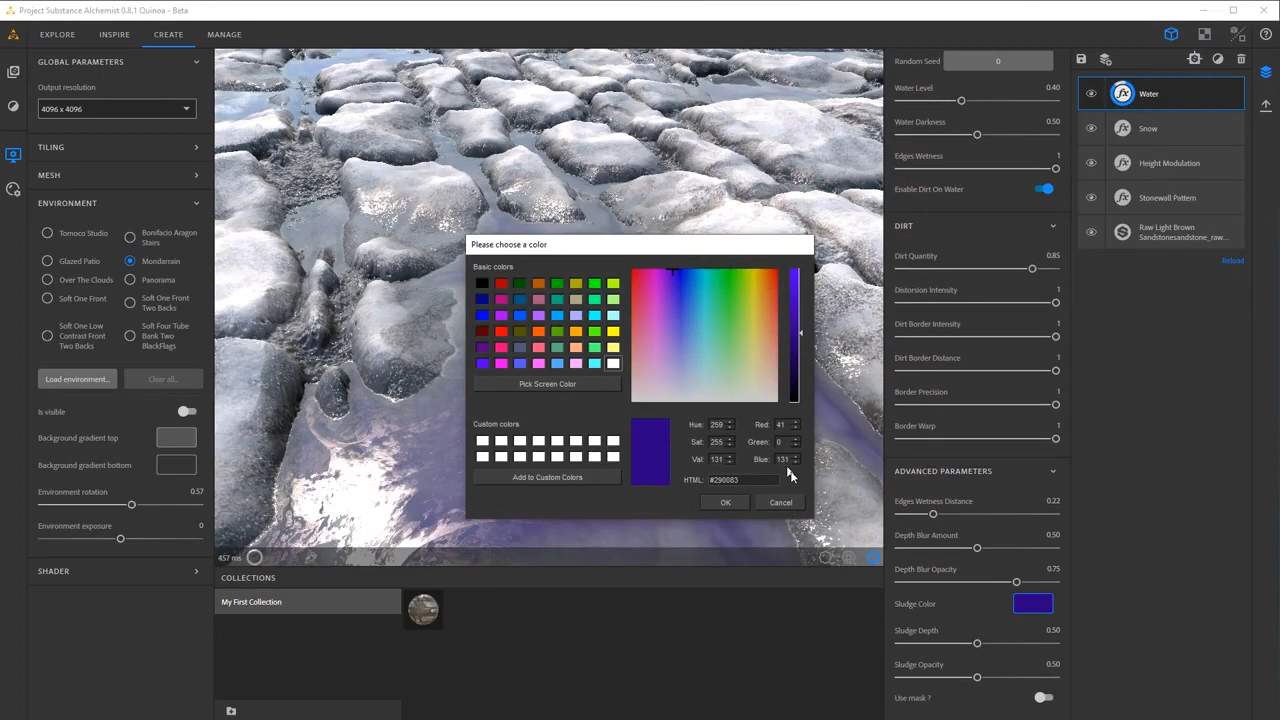 Project Substance Alchemist 0.8.1 Quinoa - Beta
EXPLORE
INSPIRE
CREATE
MANAGE
GLOBAL PARAMETERS
Output resolution
4096 x 4096
TILING
MESH
ENVIRONMENT
Tomoco Studio
Bonifacio Aragon
Stairs
Glazed Patio
Mondarrain
Over The Clouds
Panorama
Soft One Front
Soft One Front
Two Backs
Soft One Low
Contrast Front
Two Backs
Soft Four Tube
Bank Two
BlackFlags
Load environment...
Clear all...
Is visible
Background gradient top
Background gradient bottom
Environment rotation 0.57
Environment exposure 0
SHADER
457 ms
COLLECTIONS
My First Collection
Please choose a color
Basic colors
Pick Screen Color
Custom colors
Add to Custom Colors
Hue: 259 Red: 41
Sat: 255 Green: 0
Val: 131 Blue: 131
HTML: #290083
OK
Cancel
Random Seed 0
Water Level 0.40
Water Darkness 0.50
Edges Wetness 1
Enable Dirt On Water
DIRT
Dirt Quantity 0.85
Distorsion Intensity 1
Dirt Border Intensity 1
Dirt Border Distance 1
Border Precision 1
Border Warp 1
ADVANCED PARAMETERS
Edges Wetness Distance 0.22
Depth Blur Amount 0.50
Depth Blur Opacity 0.75
Sludge Color
Sludge Depth 0.50
Sludge Opacity 0.50
Use mask ?
fx Water
fx Snow
fx Height Modulation
fx Stonewall Pattern
Raw Light Brown
Sandstonesandstone_raw...
Reload